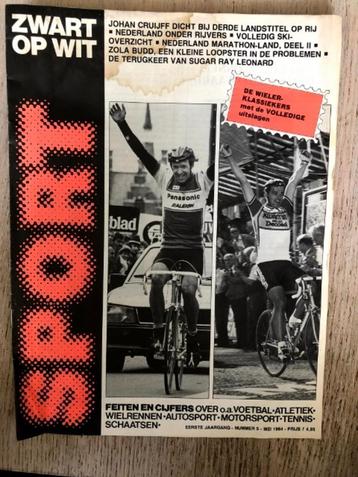 ZWART
OP WIT
SPORT
JOHAN CRUIJFF DICHT BIJ DERDE LANDSTITEL OP RIJ
■ NEDERLAND ONDER RIJVERS ■ VOLLEDIG SKI-
OVERZICHT ■ NEDERLAND MARATHON-LAND, DEEL II ■
ZOLA BUDD, EEN KLEINE LOOPSTER IN DE PROBLEMEN ■
DE TERUGKEER VAN SUGAR RAY LEONARD
DE WIELER-
KLASSIEKERS
met de VOLLEDIGE
uitslagen
Panasonic
RALEIGH
blad
FEITEN EN CIJFERS OVER o.a. VOETBAL·ATLETIEK·
WIELRENNEN·AUTOSPORT·MOTORSPORT·TENNIS·
SCHAATSEN·
EERSTE JAARGANG - NUMMER 5 - MEI 1984 - PRIJS f 4,95